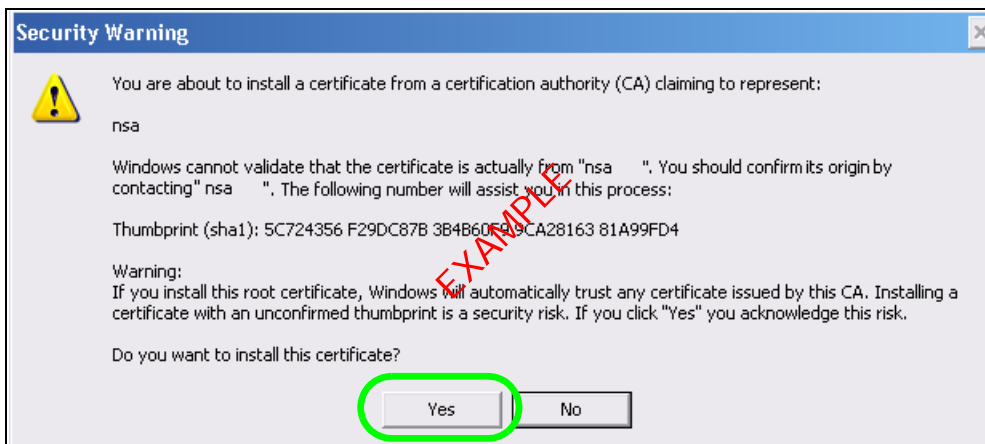 Security Warning
You are about to install a certificate from a certification authority (CA) claiming to represent:
nsa
Windows cannot validate that the certificate is actually from "nsa ". You should confirm its origin by
contacting" nsa ". The following number will assist you in this process:
Thumbprint (sha1): 5C724356 F29DC87B 3B4B60F9 9CA28163 81A99FD4
EXAMPLE
Warning:
If you install this root certificate, Windows will automatically trust any certificate issued by this CA. Installing a
certificate with an unconfirmed thumbprint is a security risk. If you click "Yes" you acknowledge this risk.
Do you want to install this certificate?
Yes No